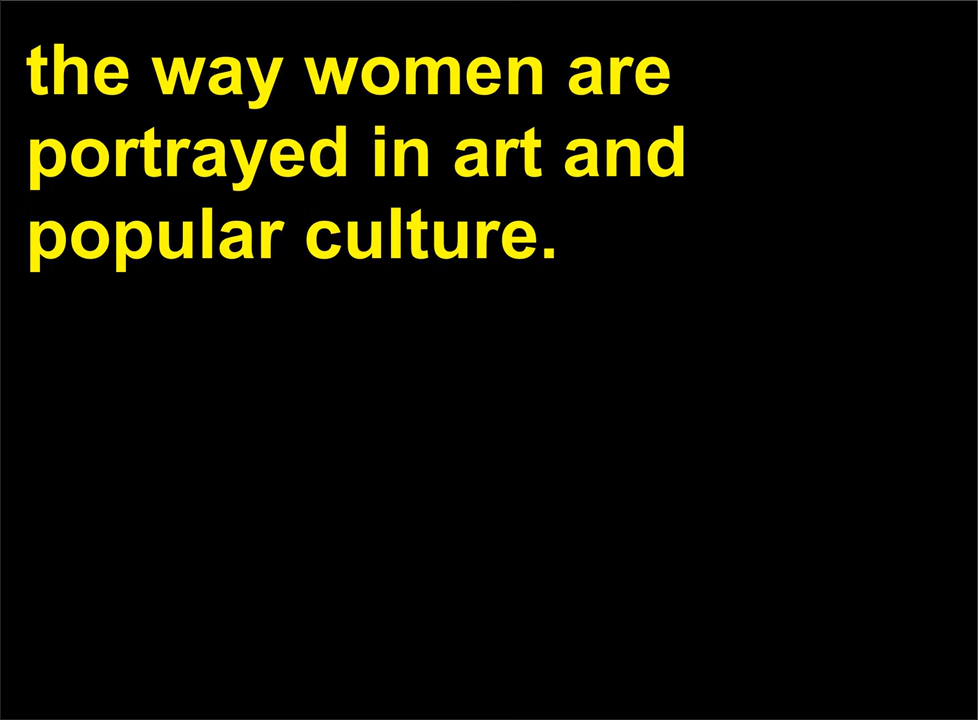 the way women are
portrayed in art and
popular culture.